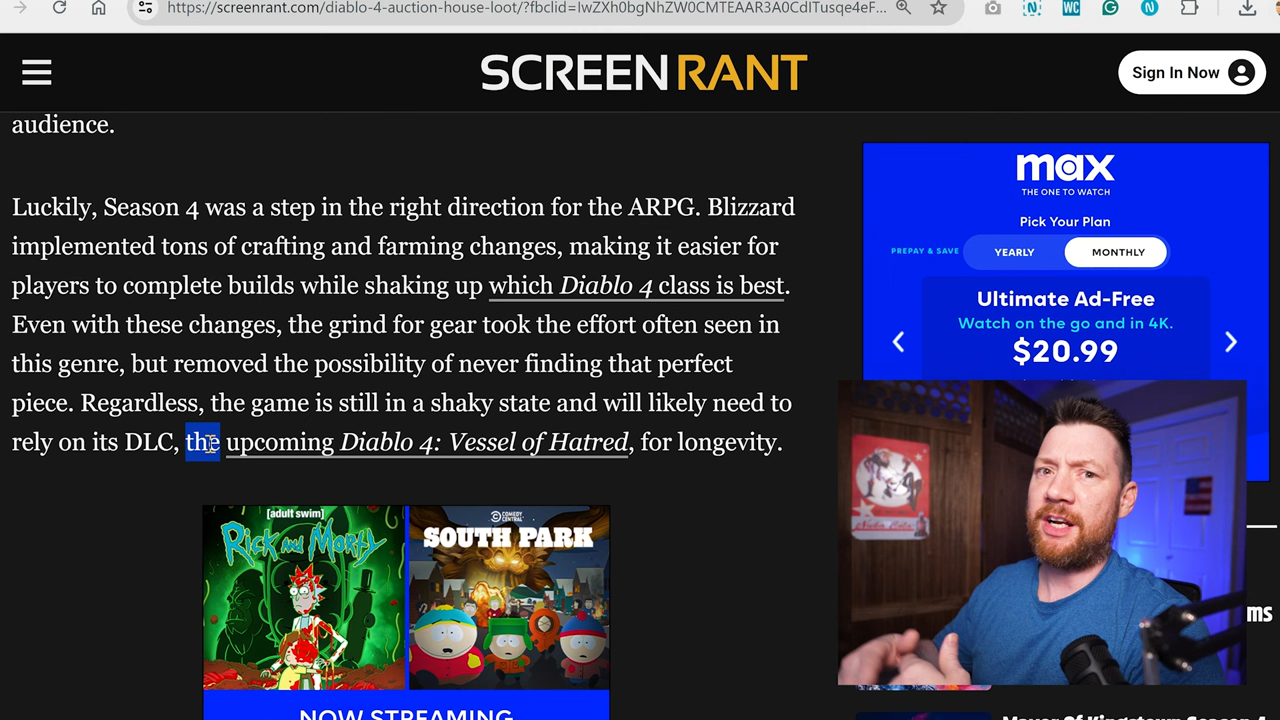 https://screenrant.com/diablo-4-auction-house-loot/?fbclid=IwZXh0bgNhZW0CMTEAAR3A0CdITusqe4eF...
WC
SCREENRANT
Sign In Now
audience.
Luckily, Season 4 was a step in the right direction for the ARPG. Blizzard
implemented tons of crafting and farming changes, making it easier for
players to complete builds while shaking up which Diablo 4 class is best.
Even with these changes, the grind for gear took the effort often seen in
this genre, but removed the possibility of never finding that perfect
piece. Regardless, the game is still in a shaky state and will likely need to
rely on its DLC, the upcoming Diablo 4: Vessel of Hatred, for longevity.
max
THE ONE TO WATCH
Pick Your Plan
PREPAY & SAVE
YEARLY
MONTHLY
Ultimate Ad-Free
Watch on the go and in 4K.
$20.99
[adult swim]
Rick and Morty
COMEDY CENTRAL
SOUTH PARK
NOW STREAMING
ms